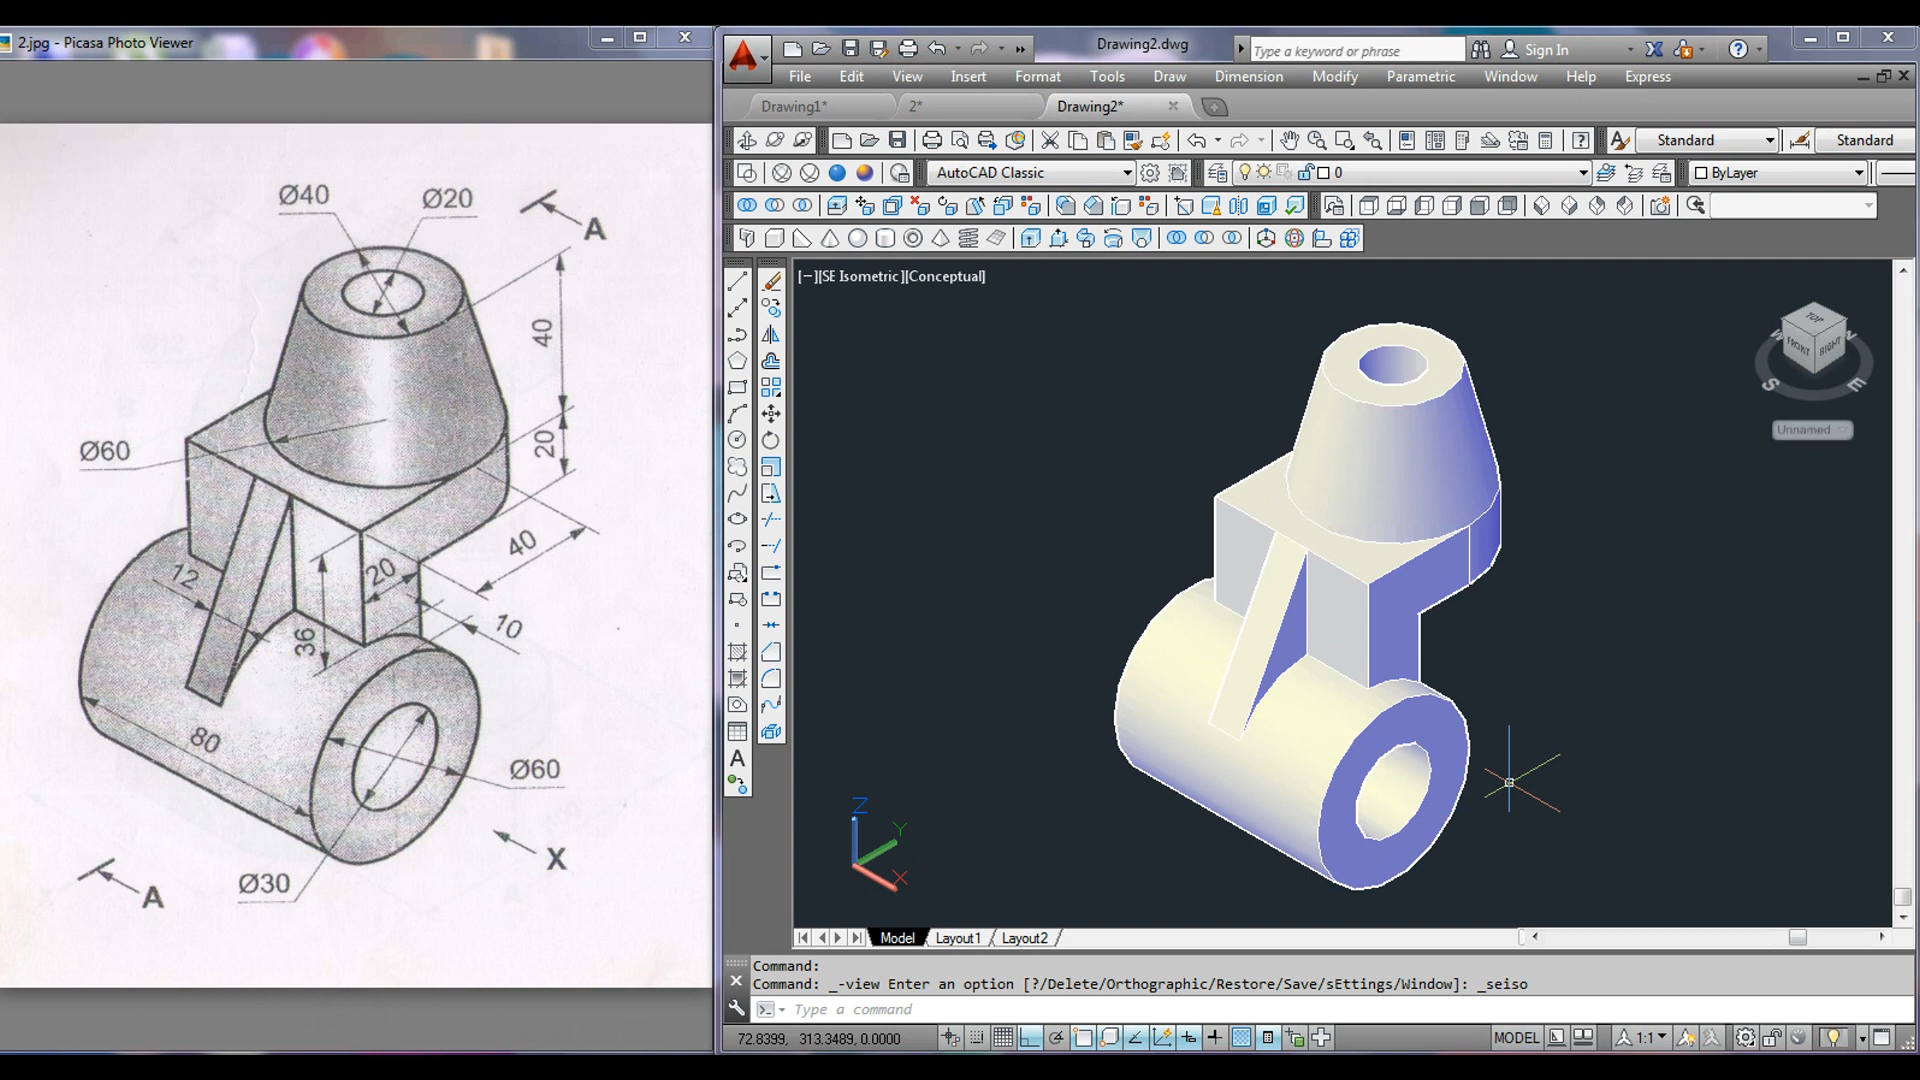 2.jpg - Picasa Photo Viewer
Ø40
Ø20
A
40
Ø60
20
40
12
20
10
36
80
Ø60
X
Ø30
A
Drawing2.dwg
Type a keyword or phrase
Sign In
File Edit View Insert Format Tools Draw Dimension Modify Parametric Window Help Express
Drawing1* 2* Drawing2*
Standard Standard
AutoCAD Classic 0 ByLayer
[−][SE Isometric][Conceptual]
TOP
FRONT RIGHT
W N
S E
Unnamed
Z
Y
X
Model Layout1 Layout2
Command:
Command: _-view Enter an option [?/Delete/Orthographic/Restore/Save/sEttings/Window]: _seiso
Type a command
72.8399, 313.3489, 0.0000 MODEL 1:1